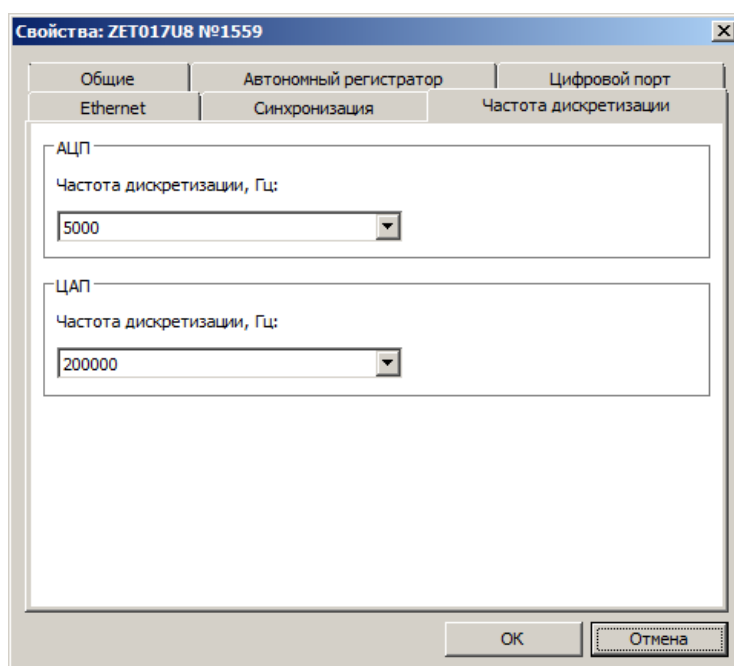 Свойства: ZET017U8 №1559
Общие
Автономный регистратор
Цифровой порт
Ethernet
Синхронизация
Частота дискретизации
АЦП
Частота дискретизации, Гц:
5000
ЦАП
Частота дискретизации, Гц:
200000
OK
Отмена